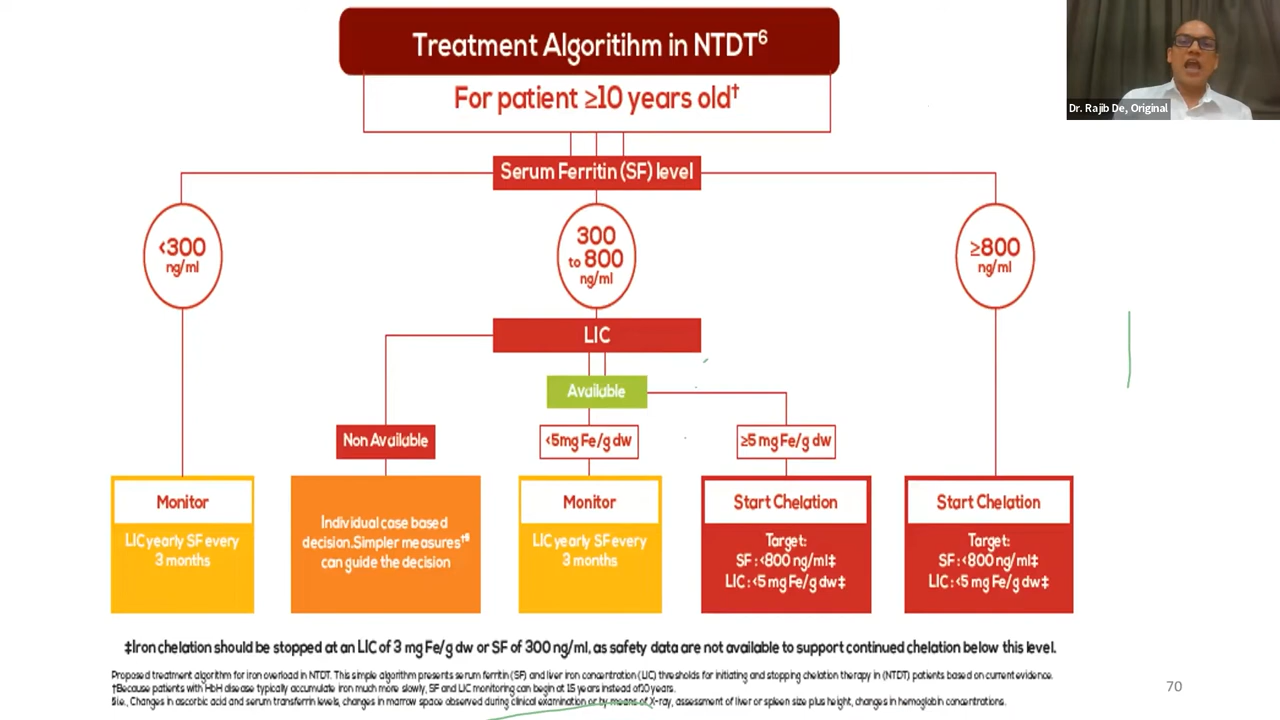 Treatment Algoritihm in NTDT⁶
For patient ≥10 years old†
Dr. Rajib De, Original
Serum Ferritin (SF) level
<300
ng/ml
300
to 800
ng/ml
≥800
ng/ml
LIC
Available
Non Available
<5mg Fe/g dw
≥5 mg Fe/g dw
Monitor
LIC yearly SF every
3 months
Individual case based
decision.Simpler measures†§
can guide the decision
Monitor
LIC yearly SF every
3 months
Start Chelation
Target:
SF : <800 ng/ml‡
LIC : <5 mg Fe/g dw‡
Start Chelation
Target:
SF : <800 ng/ml‡
LIC : <5 mg Fe/g dw‡
‡Iron chelation should be stopped at an LIC of 3 mg Fe/g dw or SF of 300 ng/ml, as safety data are not available to support continued chelation below this level.
Proposed treatment algorithm for iron overload in NTDT. This simple algorithm presents serum ferritin (SF) and liver iron concentration (LIC) thresholds for initiating and stopping chelation therapy in (NTDT) patients based on current evidence.
†Because patients with HbH disease typically accumulate iron much more slowly, SF and LIC monitoring can begin at 15 years instead of 10 years.
§i.e., Changes in ascorbic acid and serum transferrin levels, changes in marrow space observed during clinical examination or by means of X-ray, assessment of liver or spleen size plus height, changes in hemoglobin concentrations.
70